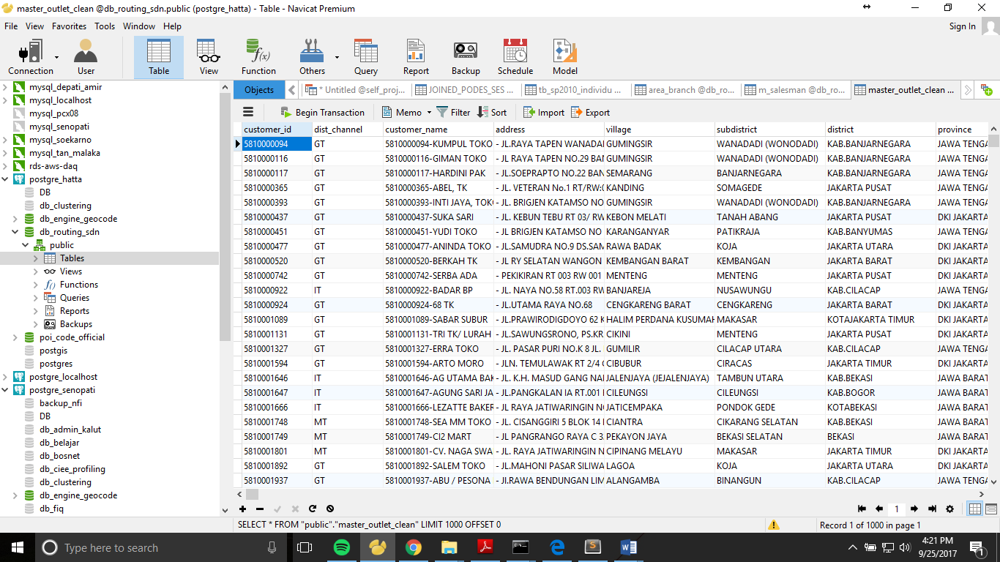 master_outlet_clean @db_routing_sdn.public (postgre_hatta) - Table - Navicat Premium
File View Favorites Tools Window Help Sign In
Connection User Table View Function Others Query Report Backup Schedule Model
mysql_depati_amir
mysql_localhost
mysql_pcx08
mysql_senopati
mysql_soekarno
mysql_tan_malaka
rds-aws-daq
postgre_hatta
DB
db_clustering
db_engine_geocode
db_routing_sdn
public
Tables
Views
Functions
Queries
Reports
Backups
poi_code_official
postgis
postgres
postgre_localhost
postgre_senopati
backup_nfi
DB
db_admin_kalut
db_belajar
db_bosnet
db_ciee_profiling
db_clustering
db_engine_geocode
db_fiq
Objects * Untitled @self_proj... JOINED_PODES_SES ... tb_sp2010_individu ... area_branch @db_ro... m_salesman @db_ro... master_outlet_clean ...
Begin Transaction Memo Filter Sort Import Export
customer_id dist_channel customer_name address village subdistrict district province
5810000094 GT 5810000094-KUMPUL TOKO - JL.RAYA TAPEN WANADAI GUMINGSIR WANADADI (WONODADI) KAB.BANJARNEGARA JAWA TENGA
5810000116 GT 5810000116-GIMAN TOKO - JL RAYA TAPEN NO.29 BAN GUMINGSIR WANADADI (WONODADI) KAB.BANJARNEGARA JAWA TENGA
5810000117 GT 5810000117-HARDINI PAK - JL.SOEPRAPTO NO.22 BAN SEMARANG BANJARNEGARA KAB.BANJARNEGARA JAWA TENGA
5810000365 GT 5810000365-ABEL, TK - JL. VETERAN No.1 RT/RW:0 KANDING SOMAGEDE JAKARTA PUSAT JAWA TENGA
5810000393 GT 5810000393-INTI JAYA, TOK - JL. BRIGJEN KATAMSO NO GUMINGSIR WANADADI (WONODADI) KAB.BANJARNEGARA JAWA TENGA
5810000437 GT 5810000437-SUKA SARI - JL. KEBUN TEBU RT 03/ RW KEBON MELATI TANAH ABANG JAKARTA PUSAT DKI JAKARTA
5810000451 GT 5810000451-YUDI TOKO - JL BRIGJEN KATAMSO NO KARANGANYAR PATIKRAJA KAB.BANYUMAS JAWA TENGA
5810000477 GT 5810000477-ANINDA TOKO - JL.SAMUDRA NO.9 DS.SAM RAWA BADAK KOJA JAKARTA UTARA DKI JAKARTA
5810000520 GT 5810000520-BERKAH TK - JL RY SELATAN WANGON KEMBANGAN BARAT KEMBANGAN JAKARTA BARAT DKI JAKARTA
5810000742 GT 5810000742-SERBA ADA - PEKIKIRAN RT 003 RW 001 MENTENG MENTENG JAKARTA PUSAT DKI JAKARTA
5810000922 IT 5810000922-BADAR BP - JL. NAYA NO.58 RT.003 RW BANJAREJA NUSAWUNGU KAB.CILACAP JAWA TENGA
5810000924 GT 5810000924-68 TK - JL.UTAMA RAYA NO.68 CENGKARENG BARAT CENGKARENG JAKARTA BARAT DKI JAKARTA
5810001089 GT 5810001089-SABAR SUBUR - JL.PRAWIRODIGDOYO 62 K HALIM PERDANA KUSUMAH MAKASAR KOTAJAKARTA TIMUR DKI JAKARTA
5810001131 GT 5810001131-TRI TK/ LURAH - JL.SAWUNGSRONO, PS.KR CIKINI MENTENG JAKARTA PUSAT DKI JAKARTA
5810001327 GT 5810001327-ERRA TOKO - JL. PASAR PURI NO.K 8 JL. GUMILIR CILACAP UTARA KAB.CILACAP JAWA TENGA
5810001594 GT 5810001594-ARTO MORO - JLN. TEMULAWAK RT 2/4 C CIBUBUR CIRACAS JAKARTA TIMUR DKI JAKARTA
5810001646 IT 5810001646-AG UTAMA BAK - JL. K.H. MASUD GANG NAI JALENJAYA (JEJALENJAYA) TAMBUN UTARA KAB.BEKASI JAWA BARAT
5810001647 IT 5810001647-AGUNG SARI JA - JL.PANGKALAN IA RT.001 CILEUNGSI CILEUNGSI KAB.BOGOR JAWA BARAT
5810001666 IT 5810001666-LEZATTE BAKER - JL RAYA JATIWARINGIN NO JATICEMPAKA PONDOK GEDE KOTABEKASI JAWA BARAT
5810001748 MT 5810001748-SEA MM TOKO - JL. CISANGGIRI 5 BLOK 14 CIANTRA CIKARANG SELATAN KAB.BEKASI JAWA BARAT
5810001749 MT 5810001749-CI2 MART - JL PANGRANGO RAYA C 3 PEKAYON JAYA BEKASI SELATAN BEKASI JAWA BARAT
5810001801 MT 5810001801-CV. NAGA SWA - JL. RAYA JATIWARINGIN N CIPINANG MELAYU MAKASAR JAKARTA TIMUR DKI JAKARTA
5810001892 GT 5810001892-SALEM TOKO - JL.MAHONI PASAR SILIWA LAGOA KOJA JAKARTA UTARA DKI JAKARTA
5810001937 GT 5810001937-ABU / PESONA - JL.RAWA BENDUNGAN LIM ALANGAMBA BINANGUN KAB.CILACAP JAWA TENGA
1
SELECT * FROM "public"."master_outlet_clean" LIMIT 1000 OFFSET 0 Record 1 of 1000 in page 1
Type here to search
4:21 PM
9/25/2017
1